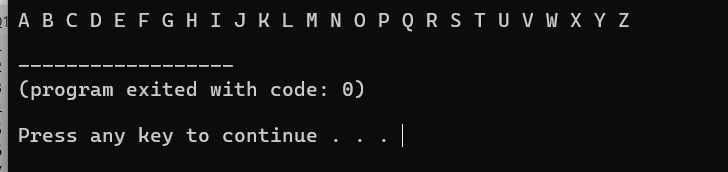 A B C D E F G H I J K L M N O P Q R S T U V W X Y Z
------------------
(program exited with code: 0)
Press any key to continue . . .